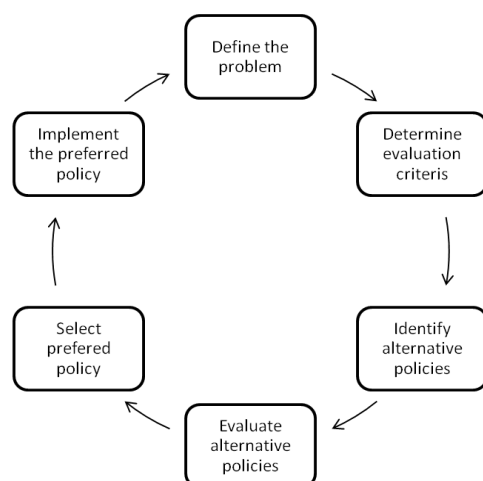 Define the
problem
Determine
evaluation
criteris
Identify
alternative
policies
Evaluate
alternative
policies
Select
prefered
policy
Implement
the preferred
policy